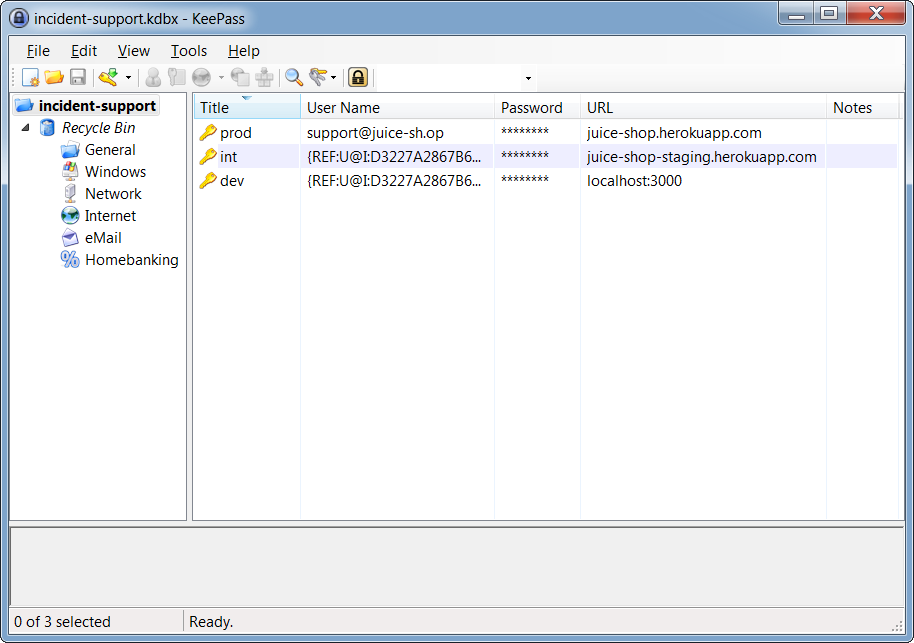 incident-support.kdbx - KeePass
File Edit View Tools Help
incident-support
Recycle Bin
General
Windows
Network
Internet
eMail
Homebanking
Title User Name Password URL Notes
prod support@juice-sh.op ******** juice-shop.herokuapp.com
int {REF:U@I:D3227A2867B6... ******** juice-shop-staging.herokuapp.com
dev {REF:U@I:D3227A2867B6... ******** localhost:3000
0 of 3 selected Ready.